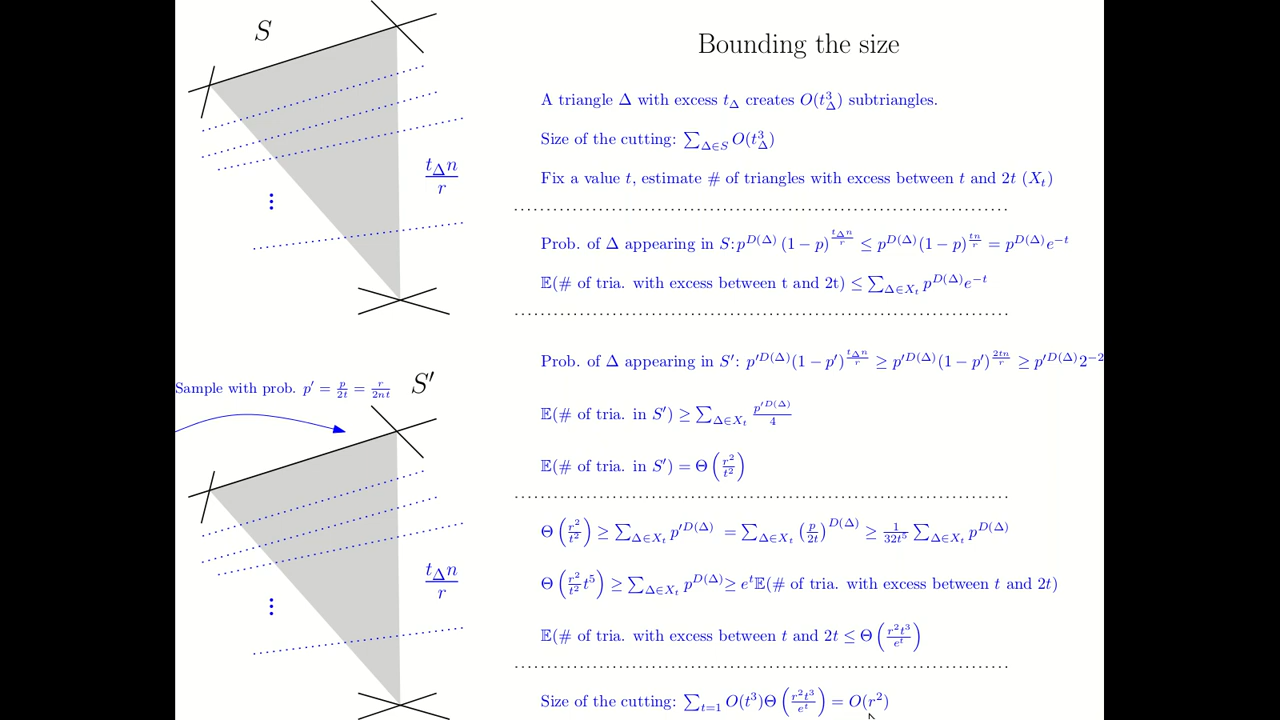 S
Bounding the size
A triangle Δ with excess t_Δ creates O(t_Δ^3) subtriangles.
Size of the cutting: ∑_{Δ∈S} O(t_Δ^3)
Fix a value t, estimate # of triangles with excess between t and 2t (X_t)
t_Δ n / r
Prob. of Δ appearing in S: p^{D(Δ)} (1 − p)^{t_Δ n / r} ≤ p^{D(Δ)}(1 − p)^{tn / r} = p^{D(Δ)}e^{−t}
𝔼(# of tria. with excess between t and 2t) ≤ ∑_{Δ∈X_t} p^{D(Δ)}e^{−t}
Prob. of Δ appearing in S′: p′^{D(Δ)}(1 − p′)^{t_Δ n / r} ≥ p′^{D(Δ)}(1 − p′)^{2tn / r} ≥ p′^{D(Δ)}2^{−2
Sample with prob. p′ = p/2t = r/2nt
S′
𝔼(# of tria. in S′) ≥ ∑_{Δ∈X_t} p′^{D(Δ)} / 4
𝔼(# of tria. in S′) = Θ(r^2/t^2)
Θ(r^2/t^2) ≥ ∑_{Δ∈X_t} p′^{D(Δ)} = ∑_{Δ∈X_t} (p/2t)^{D(Δ)} ≥ 1/32t^5 ∑_{Δ∈X_t} p^{D(Δ)}
t_Δ n / r
Θ(r^2/t^2 t^5) ≥ ∑_{Δ∈X_t} p^{D(Δ)} ≥ e^t𝔼(# of tria. with excess between t and 2t)
𝔼(# of tria. with excess between t and 2t ≤ Θ(r^2t^3/e^t)
Size of the cutting: ∑_{t=1} O(t^3)Θ(r^2t^3/e^t) = O(r^2)